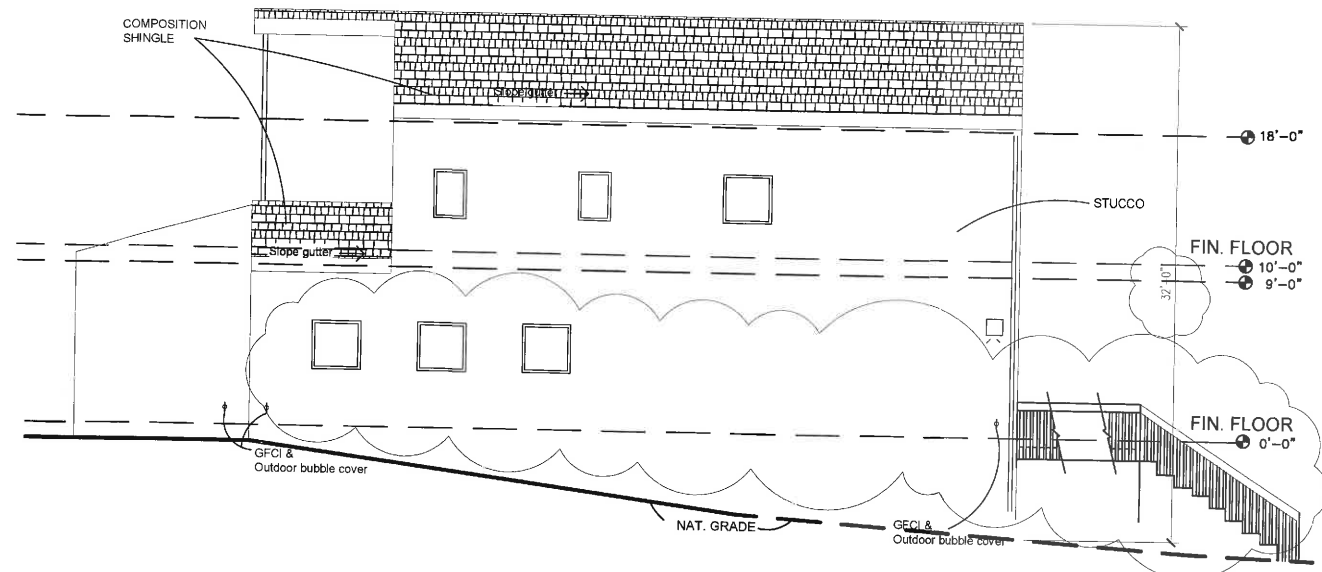 COMPOSITION
SHINGLE
Slope gutter
18'-0"
STUCCO
FIN. FLOOR
10'-0"
9'-0"
32'-10"
Slope gutter
FIN. FLOOR
0'-0"
GFCI &
Outdoor bubble cover
NAT. GRADE
GFCI &
Outdoor bubble cover